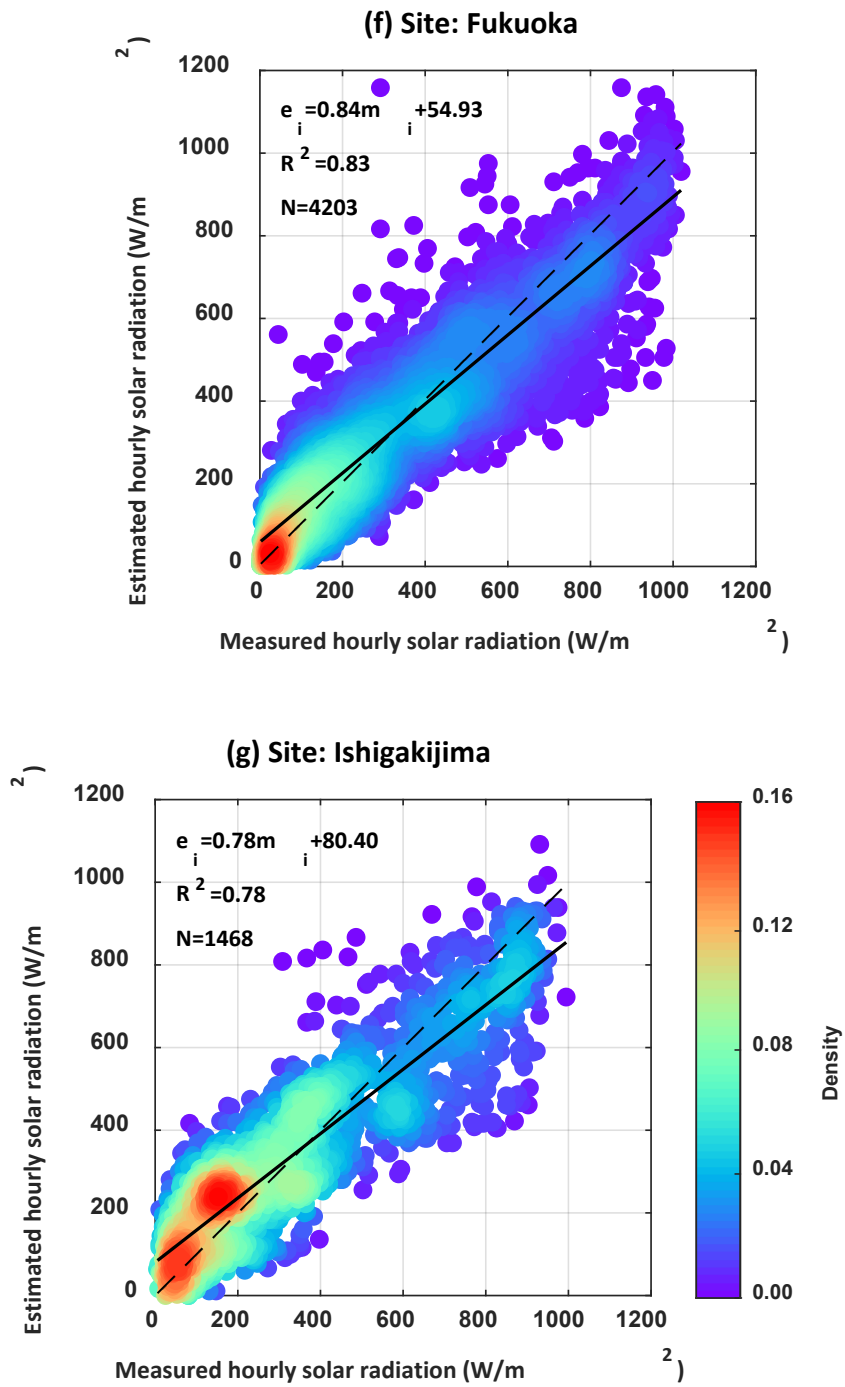 (f) Site: Fukuoka
Estimated hourly solar radiation (W/m 2 )
1200
1000
800
600
400
200
0
e i =0.84m i +54.93
R 2 =0.83
N=4203
0 200 400 600 800 1000 1200
Measured hourly solar radiation (W/m 2 )
(g) Site: Ishigakijima
Estimated hourly solar radiation (W/m 2 )
1200
1000
800
600
400
200
0
e i =0.78m i +80.40
R 2 =0.78
N=1468
0 200 400 600 800 1000 1200
Measured hourly solar radiation (W/m 2 )
0.16
0.12
0.08
0.04
0.00
Density